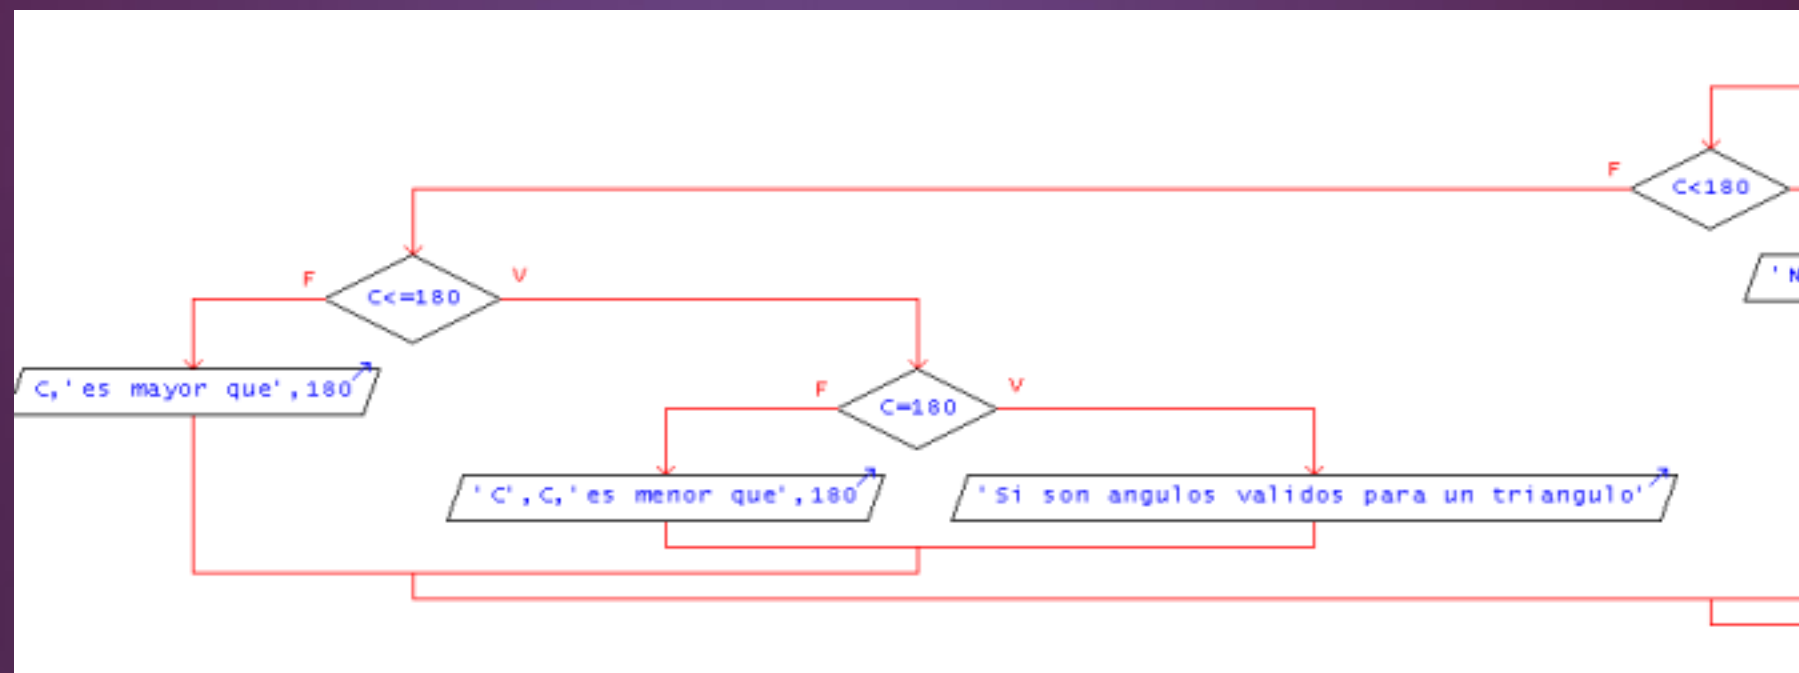 F
C<180
'N
F
C<=180
V
C,'es mayor que',180
F
C=180
V
'C',C,'es menor que',180
'Si son angulos validos para un triangulo'